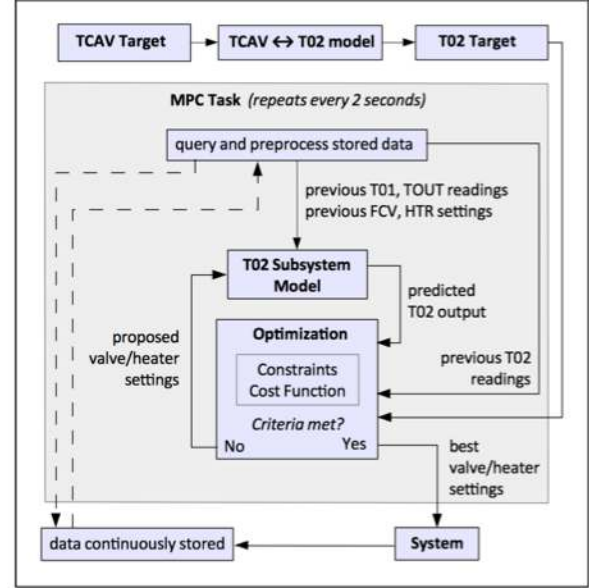 TCAV Target
TCAV ↔ T02 model
T02 Target
MPC Task (repeats every 2 seconds)
query and preprocess stored data
previous T01, TOUT readings
previous FCV, HTR settings
T02 Subsystem
Model
predicted
T02 output
proposed
valve/heater
settings
Optimization
Constraints
Cost Function
Criteria met?
No
Yes
previous T02
readings
best
valve/heater
settings
data continuously stored
System